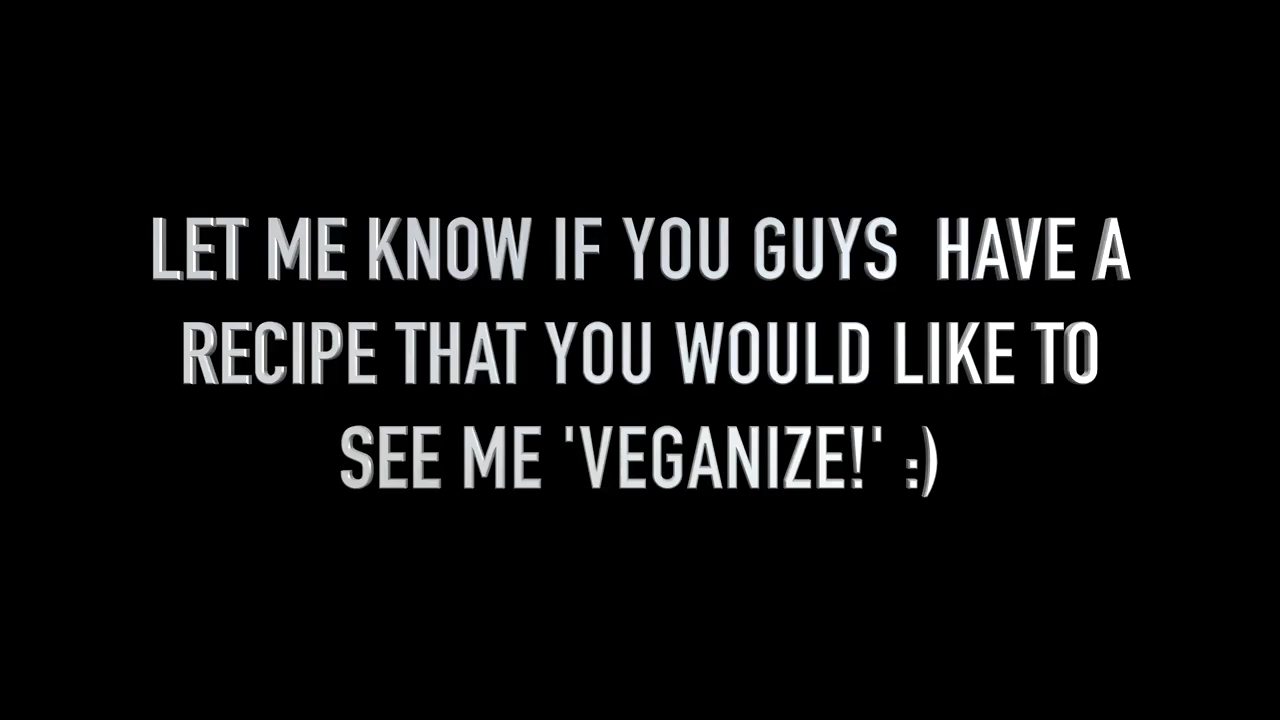 LET ME KNOW IF YOU GUYS  HAVE A
RECIPE THAT YOU WOULD LIKE TO
SEE ME 'VEGANIZE!' :)